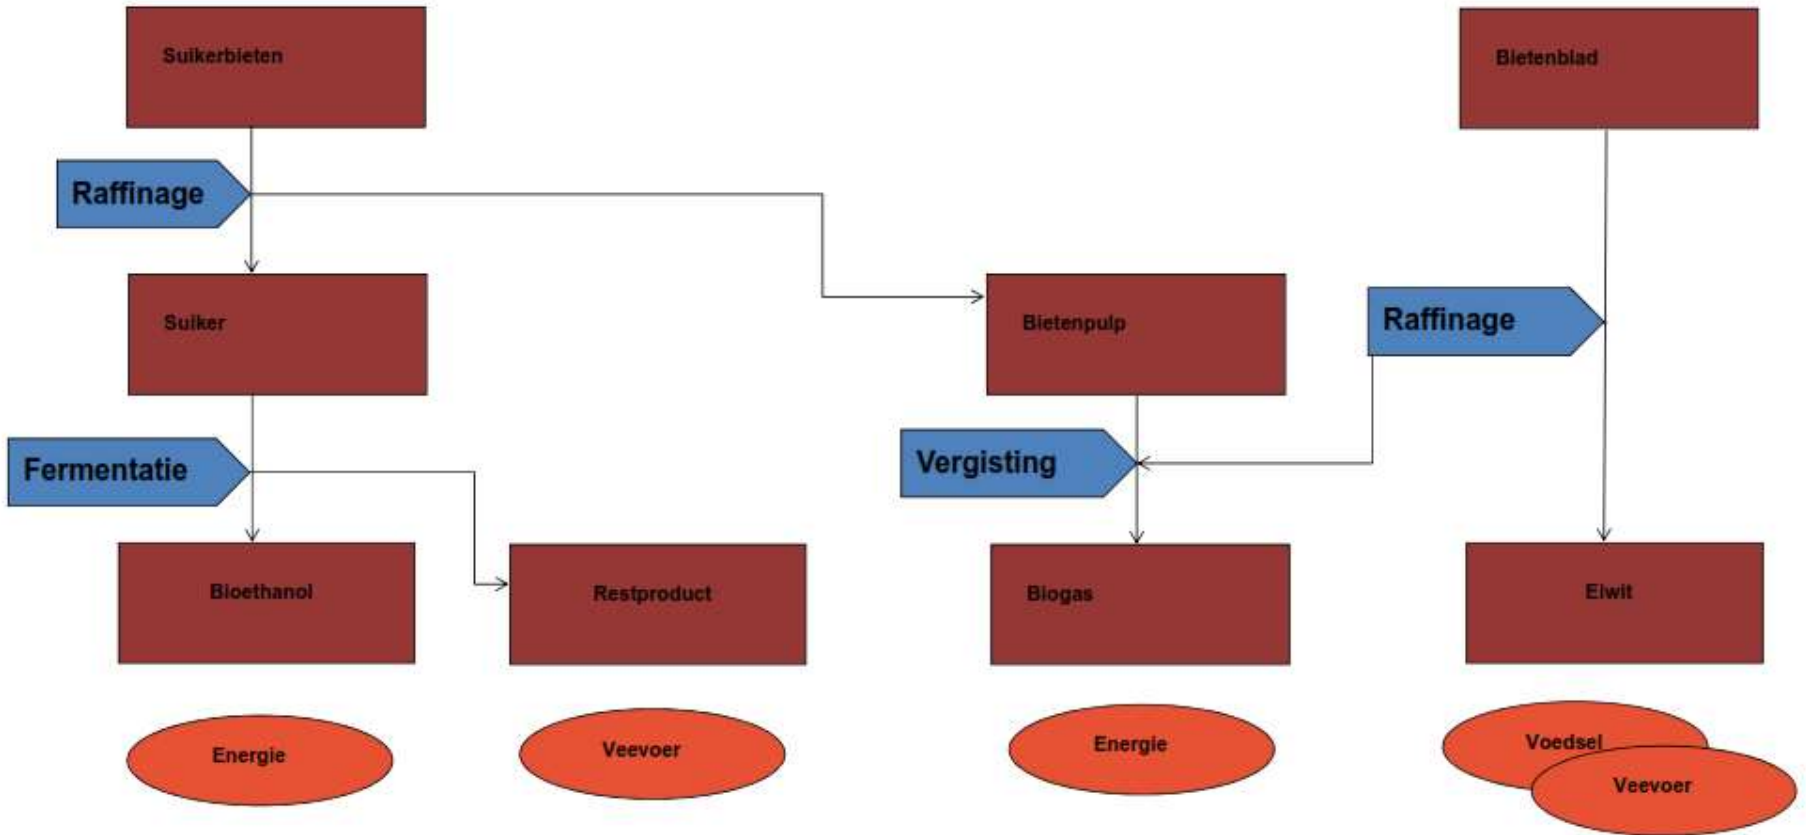 Suikerbieten
Bietenblad
Raffinage
Suiker
Bietenpulp
Raffinage
Fermentatie
Vergisting
Bioethanol
Restproduct
Biogas
Eiwit
Energie
Veevoer
Energie
Voedsel
Veevoer